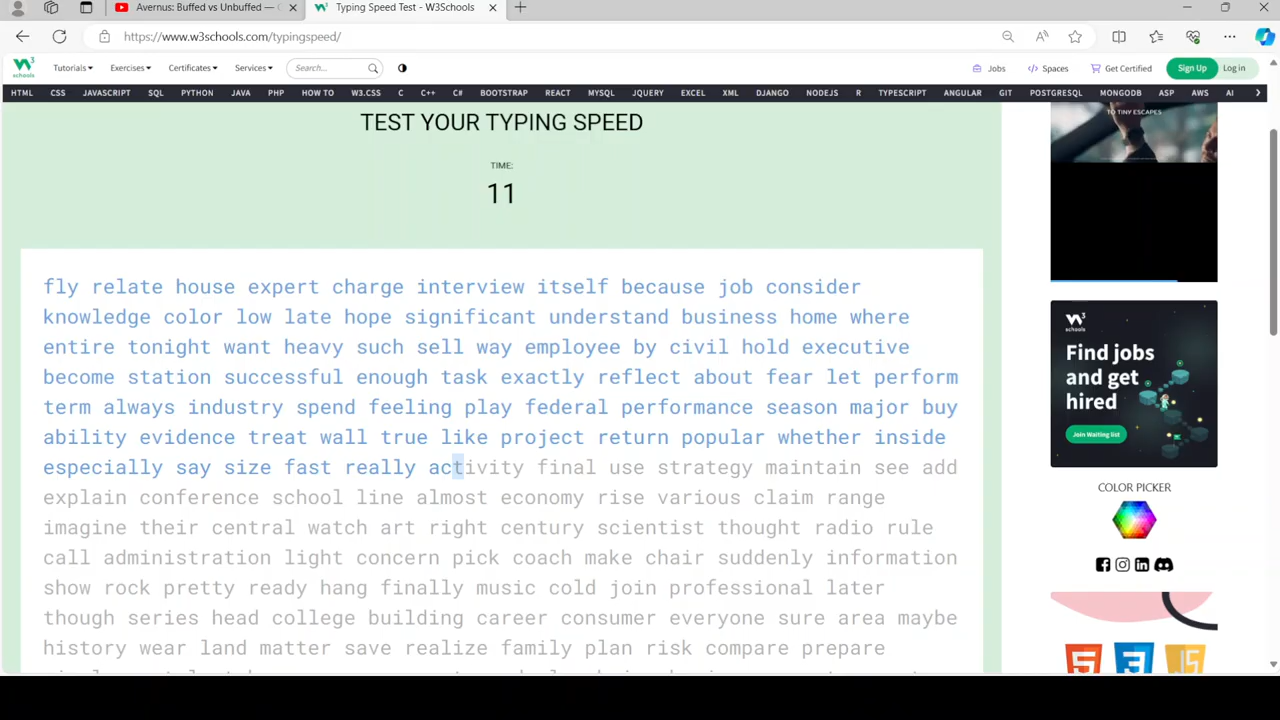 Avernus: Buffed vs Unbuffed —
Typing Speed Test - W3Schools
https://www.w3schools.com/typingspeed/
W3 schools
Tutorials
Exercises
Certificates
Services
Search...
Jobs
Spaces
Get Certified
Sign Up
Log in
HTML CSS JAVASCRIPT SQL PYTHON JAVA PHP HOW TO W3.CSS C C++ C# BOOTSTRAP REACT MYSQL JQUERY EXCEL XML DJANGO NODEJS R TYPESCRIPT ANGULAR GIT POSTGRESQL MONGODB ASP AWS AI
TO TINY ESCAPES
TEST YOUR TYPING SPEED
TIME:
11
fly relate house expert charge interview itself because job consider
knowledge color low late hope significant understand business home where
entire tonight want heavy such sell way employee by civil hold executive
become station successful enough task exactly reflect about fear let perform
term always industry spend feeling play federal performance season major buy
ability evidence treat wall true like project return popular whether inside
especially say size fast really activity final use strategy maintain see add
explain conference school line almost economy rise various claim range
imagine their central watch art right century scientist thought radio rule
call administration light concern pick coach make chair suddenly information
show rock pretty ready hang finally music cold join professional later
though series head college building career consumer everyone sure area maybe
history wear land matter save realize family plan risk compare prepare
W3 schools
Find jobs
and get
hired
Join Waiting list
COLOR PICKER
5
3
JS